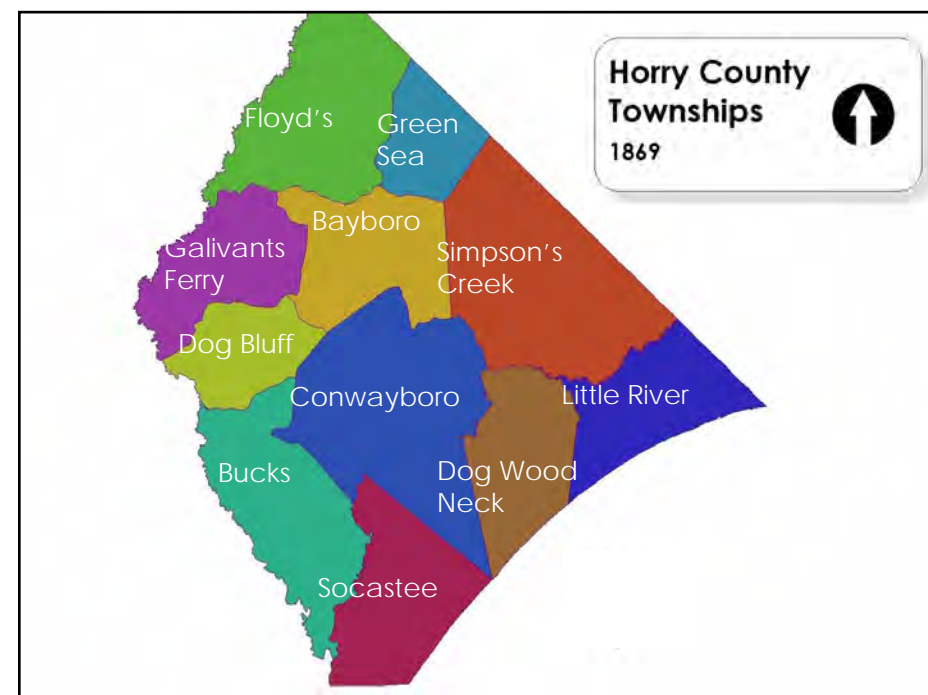 Horry County
Townships
1869
Floyd's
Green
Sea
Bayboro
Galivants
Ferry
Simpson's
Creek
Dog Bluff
Conwayboro
Little River
Bucks
Dog Wood
Neck
Socastee